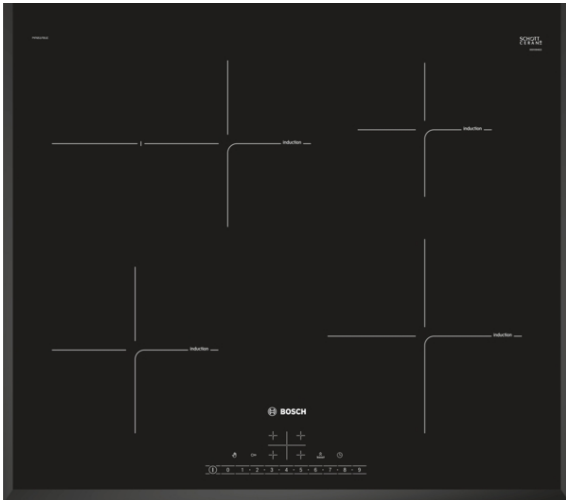 SCHOTT
CERAN®
induction
induction
induction
induction
BOSCH
0 1 • 2 • 3 • 4 • 5 • 6 • 7 • 8 • 9